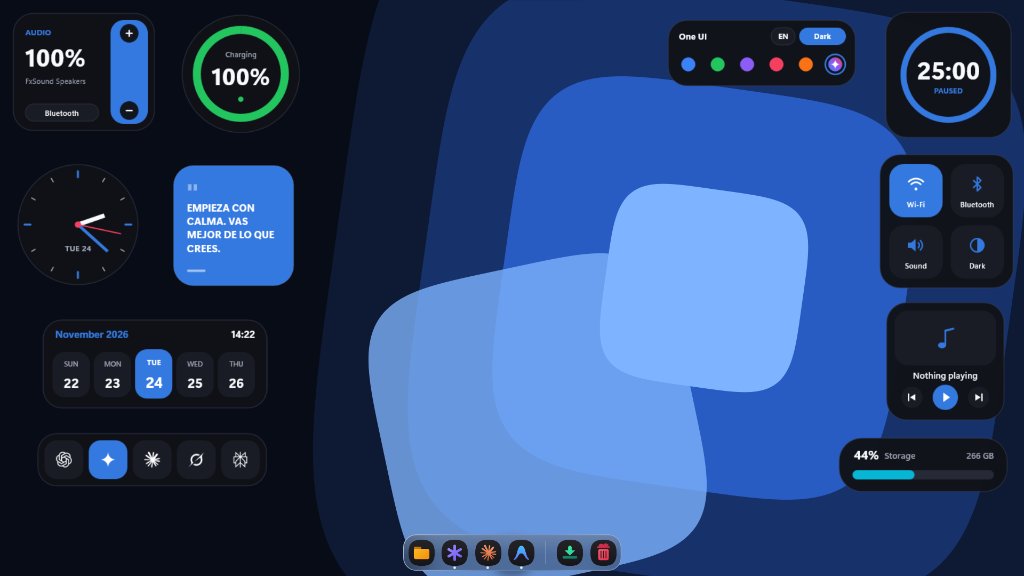 AUDIO
100%
FxSound Speakers
Bluetooth
+
−
Charging
100%
One UI
EN
Dark
25:00
PAUSED
TUE 24
"
EMPIEZA CON
CALMA. VAS
MEJOR DE LO QUE
CREES.
Wi-Fi
Bluetooth
Sound
Dark
November 2026
14:22
SUN
MON
TUE
WED
THU
22
23
24
25
26
Nothing playing
44% Storage
266 GB